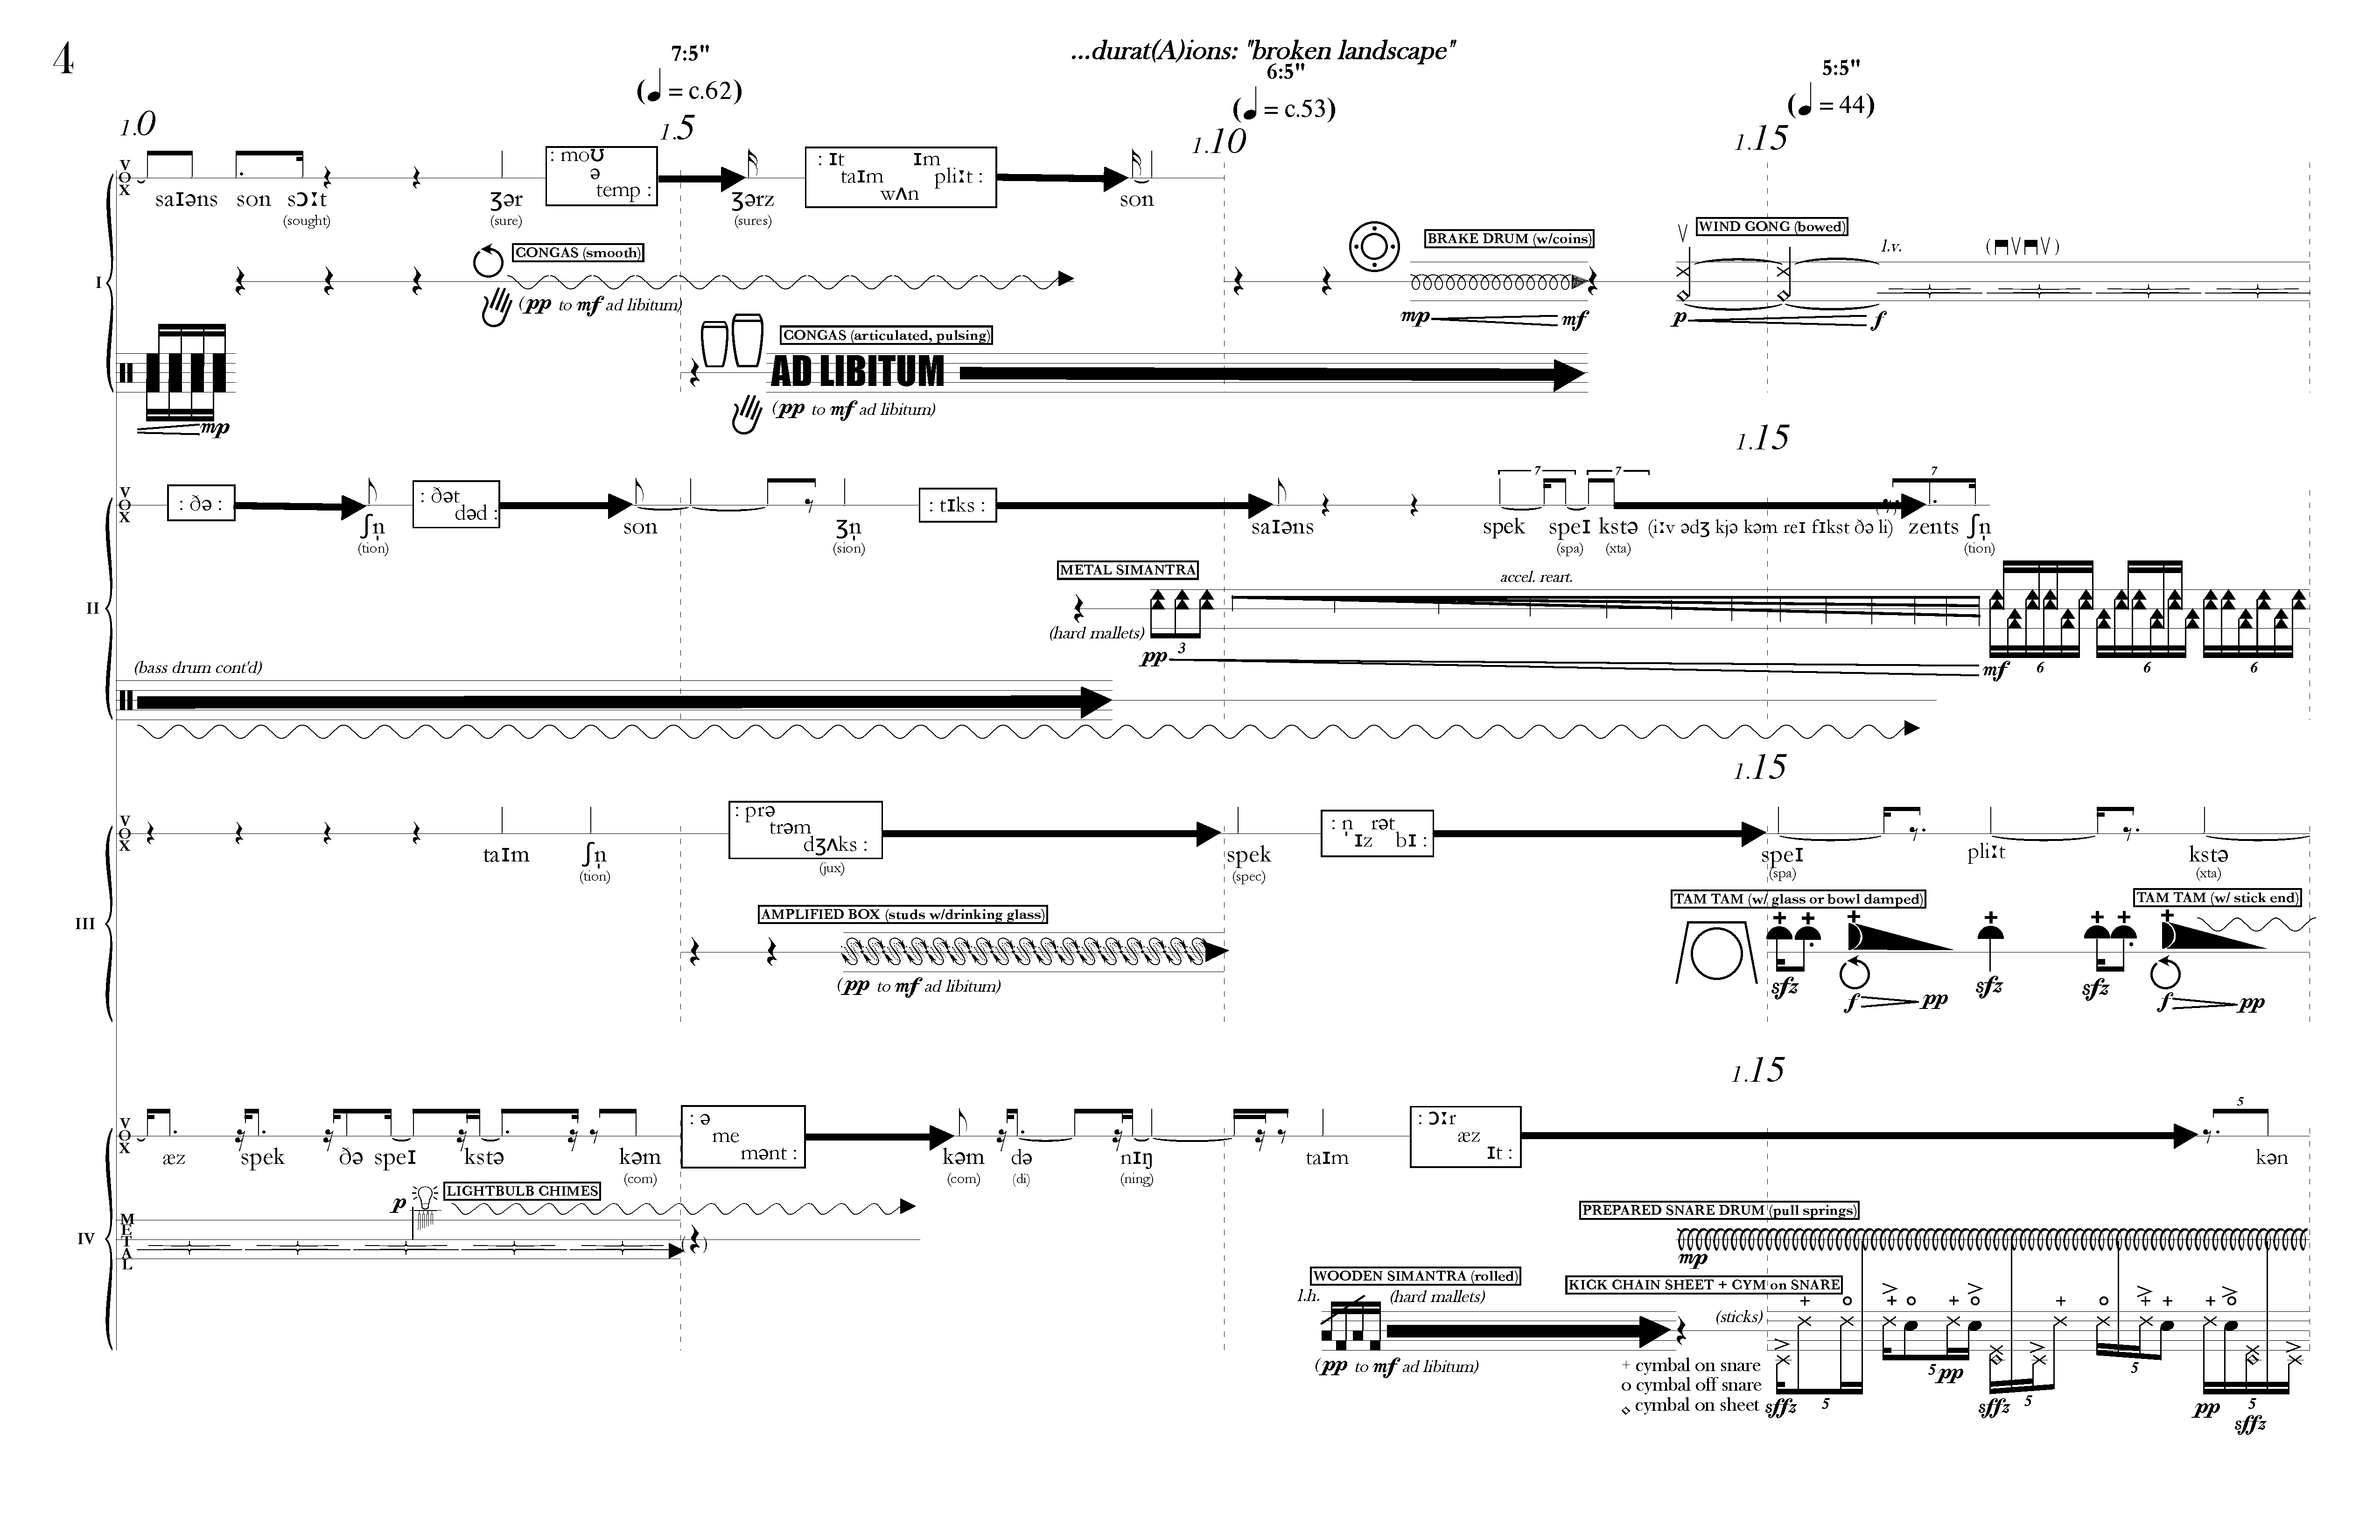 4
...durat(A)ions: "broken landscape"
7:5"
(♩ = c.62)
6:5"
(♩ = c.53)
5:5"
(♩ = 44)
1.0
1.5
1.10
1.15
VOX
: moʊ
ə
temp :
: ɪt ɪm
taɪm pliːt :
wʌn
saɪəns son sɔːt ʒər ʒərz son
(sought) (sure) (sures)
I
CONGAS (smooth)
(pp to mf ad libitum)
BRAKE DRUM (w/coins)
mp mf
WIND GONG (bowed)
l.v.
p f
CONGAS (articulated, pulsing)
AD LIBITUM
(pp to mf ad libitum)
mp
1.15
VOX
: ðə :
: ðət
dəd :
: tɪks :
7 7 7
ʃn̩ son ʒn̩ saɪəns spek speɪ kstə (iːv ədʒ kjə kəm reɪ fɪkst ðə li) zents ʃn̩
(tion) (sion) (spa) (xta) (tion)
II
METAL SIMANTRA
accel. reart.
(hard mallets)
pp 3 mf 6 6 6
(bass drum cont'd)
1.15
VOX
: prə
trəm
dʒʌks :
(jux)
: n̩ rət
ɪz bɪ :
taɪm ʃn̩ spek speɪ pliːt kstə
(tion) (spec) (spa) (xta)
III
AMPLIFIED BOX (studs w/drinking glass)
(pp to mf ad libitum)
TAM TAM (w/ glass or bowl damped)
TAM TAM (w/ stick end)
sfz f pp sfz sfz f pp
1.15
VOX
: ə
me
mənt :
: ɔːr
æz
ɪt :
5
æz spek ðə speɪ kstə kəm kəm də nɪŋ taɪm kən
(com) (com) (di) (ning)
IV
METAL
p
LIGHTBULB CHIMES
PREPARED SNARE DRUM (pull springs)
mp
WOODEN SIMANTRA (rolled)
l.h.
(hard mallets)
(pp to mf ad libitum)
KICK CHAIN SHEET + CYM on SNARE
(sticks)
+ cymbal on snare
o cymbal off snare
cymbal on sheet
sffz 5 5 pp sffz 5 5 pp 5 sffz